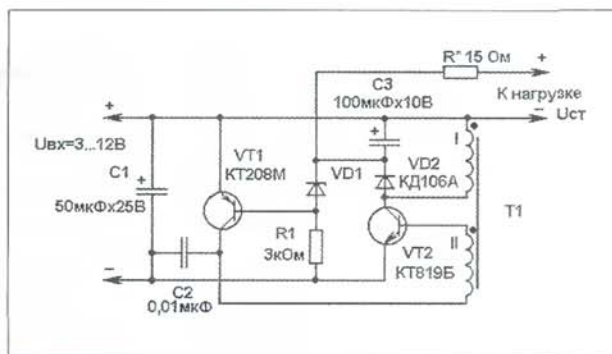 R* 15 Ом
+
К нагрузке
C3
100мкФх10В
−
Uст
+
Uвх=3...12В
C1
+
50мкФх25В
VT1
КТ208М
+
VD1
VD2
КД106А
I
T1
R1
3кОм
VT2
КТ819Б
II
−
C2
0,01мкФ